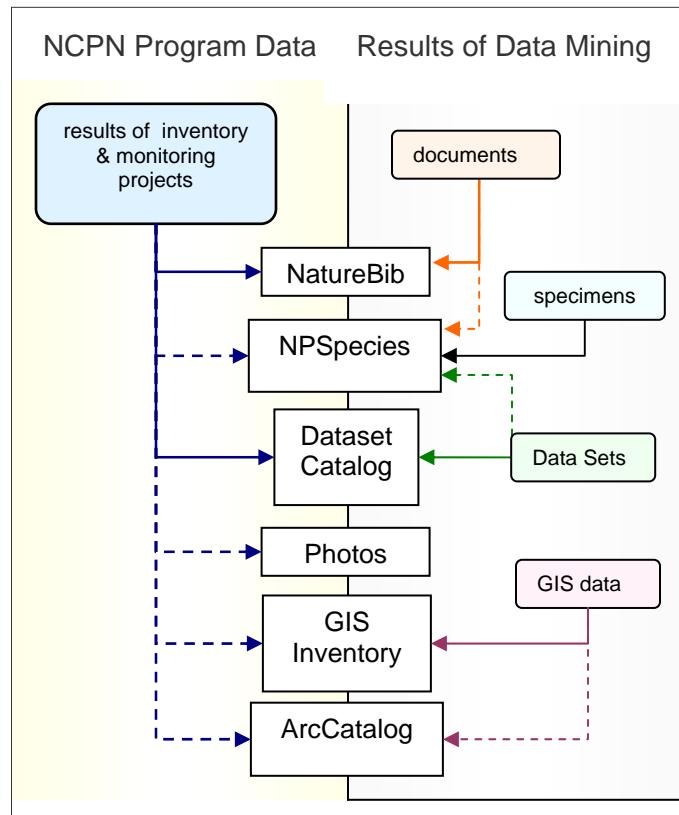 NCPN Program Data
Results of Data Mining
results of inventory
& monitoring
projects
documents
NatureBib
specimens
NPSpecies
Dataset
Catalog
Data Sets
Photos
GIS data
GIS
Inventory
ArcCatalog